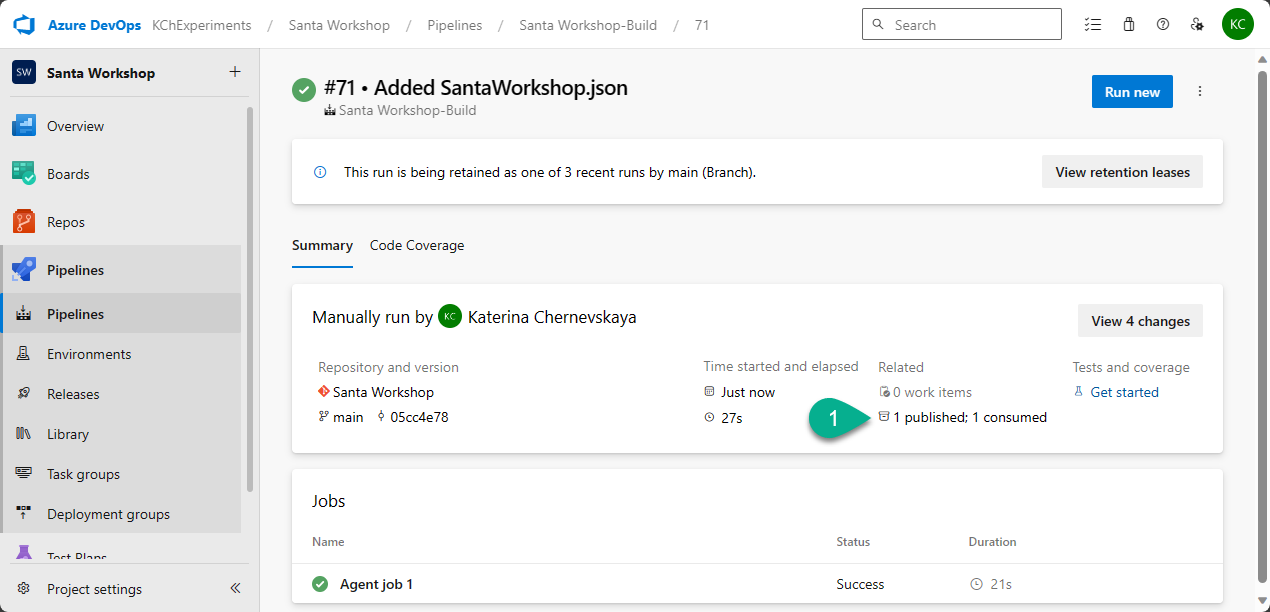 Azure DevOps KChExperiments / Santa Workshop / Pipelines / Santa Workshop-Build / 71
Search
KC
SW Santa Workshop +
Overview
Boards
Repos
Pipelines
Pipelines
Environments
Releases
Library
Task groups
Deployment groups
Test Plans
Project settings
#71 • Added SantaWorkshop.json
Santa Workshop-Build
Run new
This run is being retained as one of 3 recent runs by main (Branch).
View retention leases
Summary Code Coverage
Manually run by KC Katerina Chernevskaya
View 4 changes
Repository and version
Santa Workshop
main 05cc4e78
Time started and elapsed
Just now
27s
Related
0 work items
1
1 published; 1 consumed
Tests and coverage
Get started
Jobs
Name Status Duration
Agent job 1 Success 21s